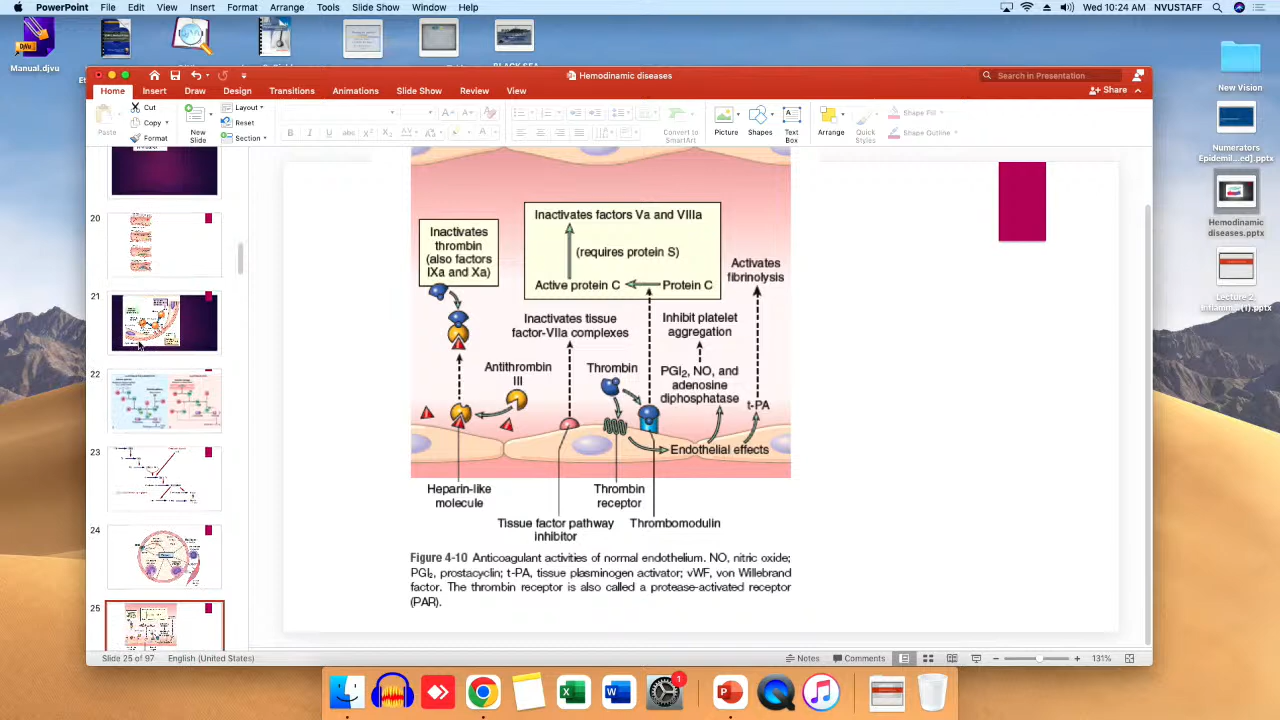 PowerPoint File Edit View Insert Format Arrange Tools Slide Show Window Help
Wed 10:24 AM NVUSTAFF
Manual.djvu
BLACK SEA
New Vision
Numerators
Epidemil...ed].pptx
Hemodinamic
diseases.pptx
Lecture 2
(1).pptx
Hemodinamic diseases
Search in Presentation
Home Insert Draw Design Transitions Animations Slide Show Review View
Share
Paste
Cut
Copy
Format
New
Slide
Layout
Reset
Section
Convert to
SmartArt
Picture
Shapes
Text
Box
Arrange
Quick
Styles
Shape Fill
Shape Outline
20
21
22
23
24
25
Inactivates
thrombin
(also factors
IXa and Xa)
Inactivates factors Va and VIIIa
(requires protein S)
Active protein C
Protein C
Activates
fibrinolysis
Inactivates tissue
factor-VIIa complexes
Inhibit platelet
aggregation
Antithrombin
III
Thrombin
PGI₂, NO, and
adenosine
diphosphatase
t-PA
Endothelial effects
Heparin-like
molecule
Thrombin
receptor
Tissue factor pathway
inhibitor
Thrombomodulin
Figure 4-10 Anticoagulant activities of normal endothelium. NO, nitric oxide;
PGI₂, prostacyclin; t-PA, tissue plasminogen activator; vWF, von Willebrand
factor. The thrombin receptor is also called a protease-activated receptor
(PAR).
Slide 25 of 97 English (United States)
Notes Comments 131%
1